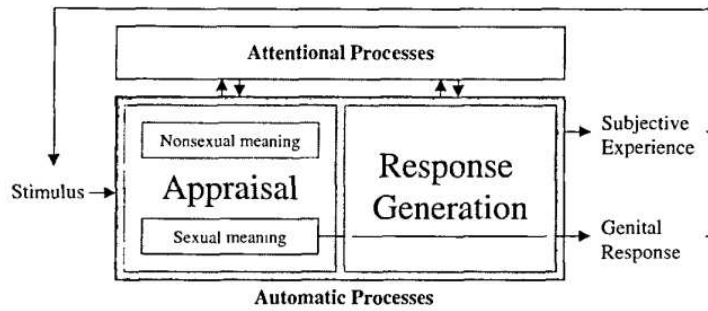 Attentional Processes
Nonsexual meaning
Appraisal
Sexual meaning
Stimulus
Response
Generation
Subjective
Experience
Genital
Response
Automatic Processes